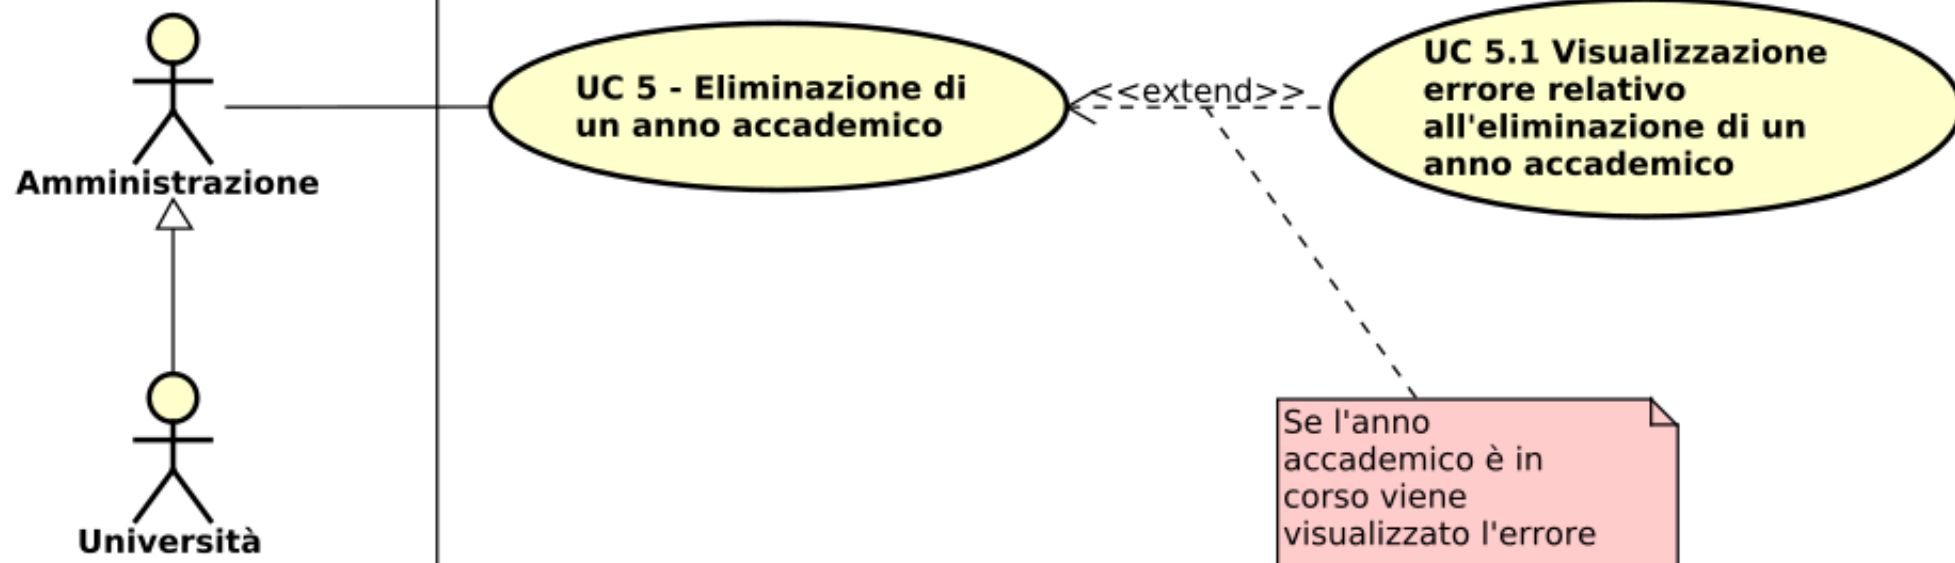 Amministrazione
Università
UC 5 - Eliminazione di
un anno accademico
<<extend>>
UC 5.1 Visualizzazione
errore relativo
all'eliminazione di un
anno accademico
Se l'anno
accademico è in
corso viene
visualizzato l'errore